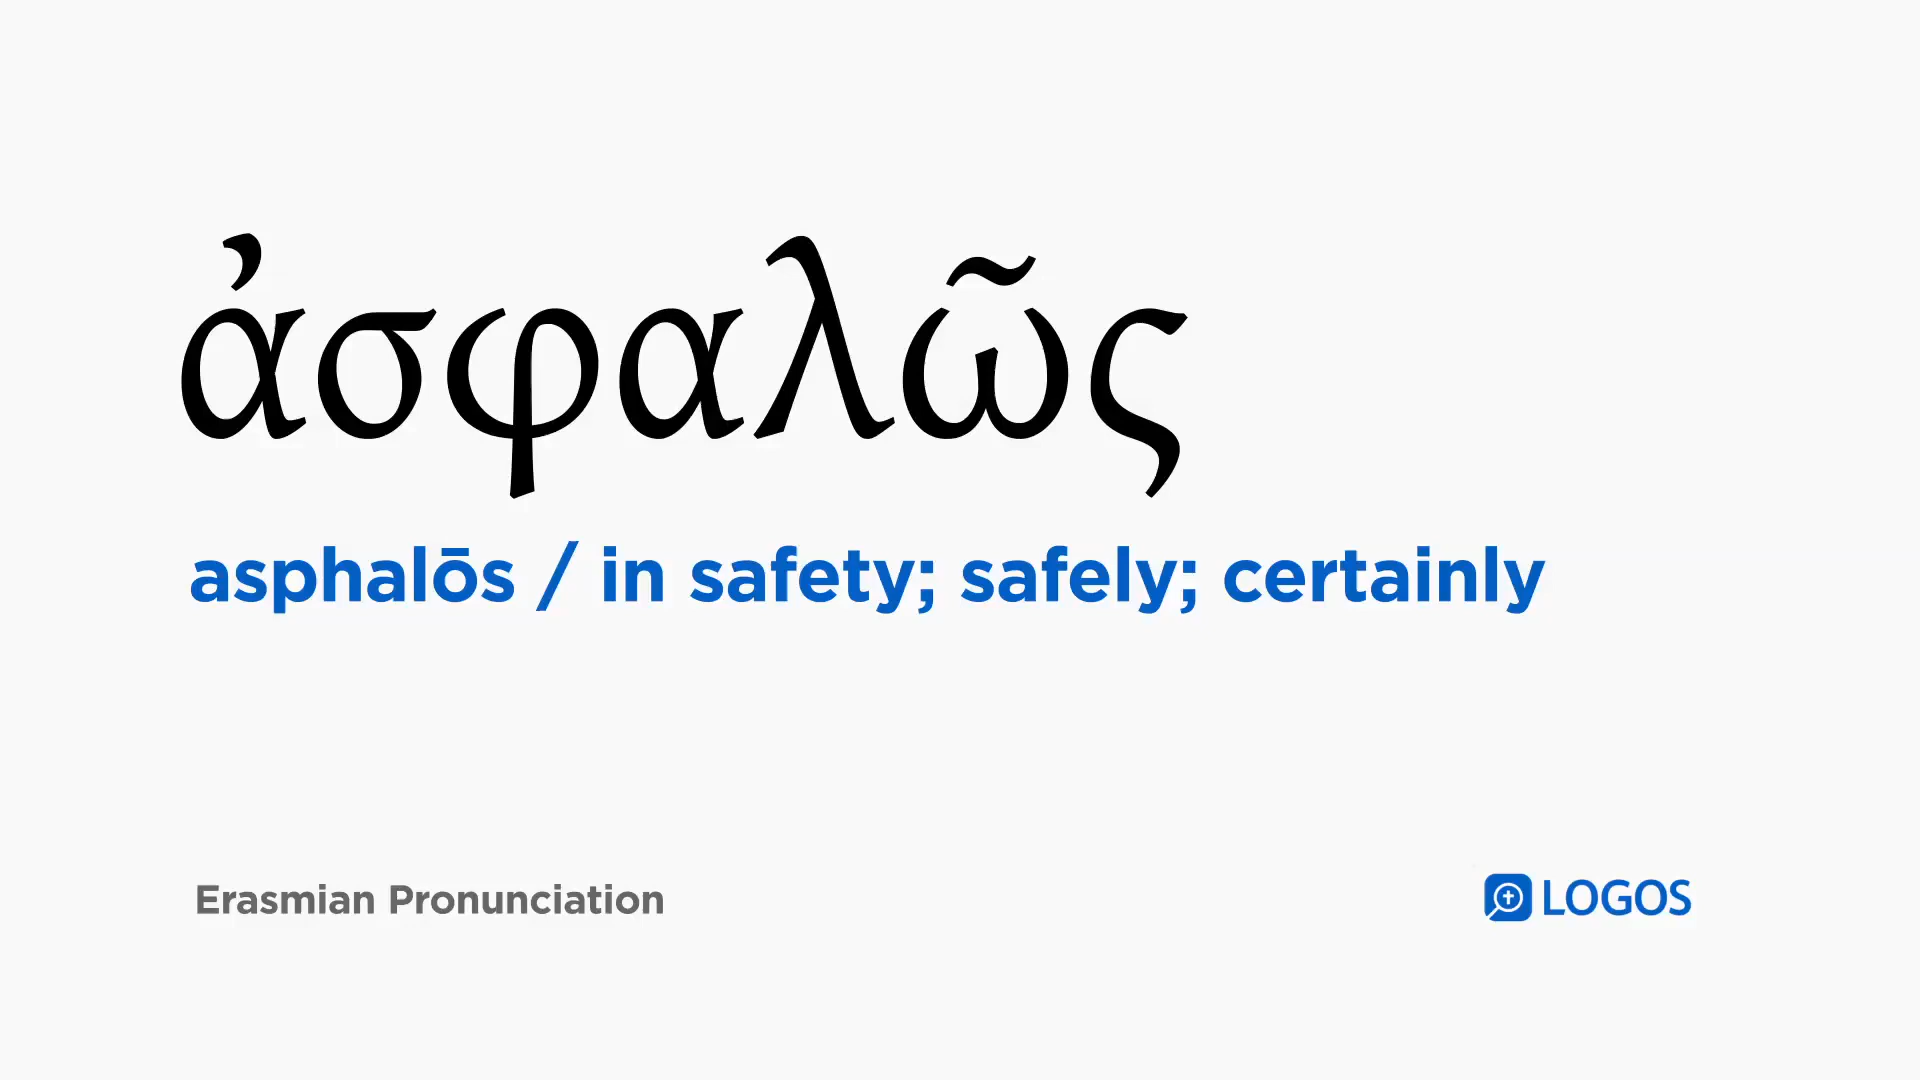 ἀσφαλῶς
asphalōs / in safety; safely; certainly
Erasmian Pronunciation
LOGOS